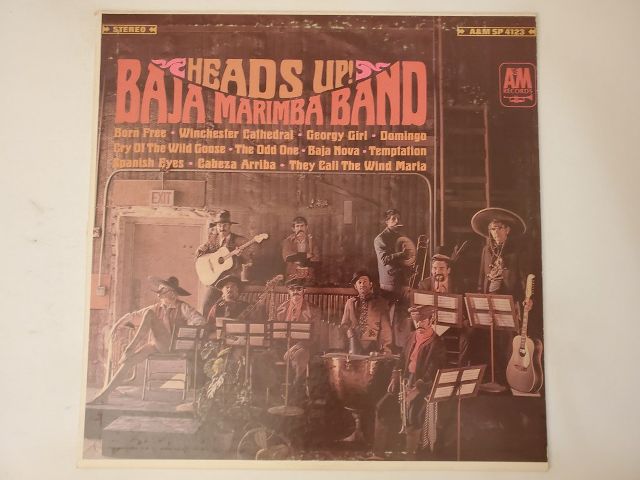 STEREO
A&M SP 4123
HEADS UP!
BAJA MARIMBA BAND
AM
RECORDS
Born Free • Winchester Cathedral • Georgy Girl • Domingo
Cry Of The Wild Goose • The Odd One • Baja Nova • Temptation
Spanish Eyes • Cabeza Arriba • They Call The Wind Maria
EXIT